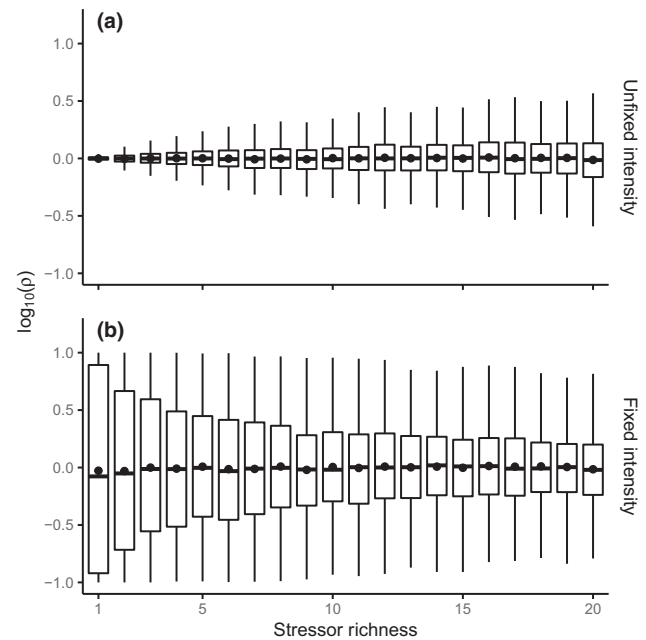 (a)
1.0
0.5
0.0
−0.5
−1.0
Unfixed intensity
log10(ρ)
(b)
1.0
0.5
0.0
−0.5
−1.0
Fixed intensity
1 5 10 15 20
Stressor richness